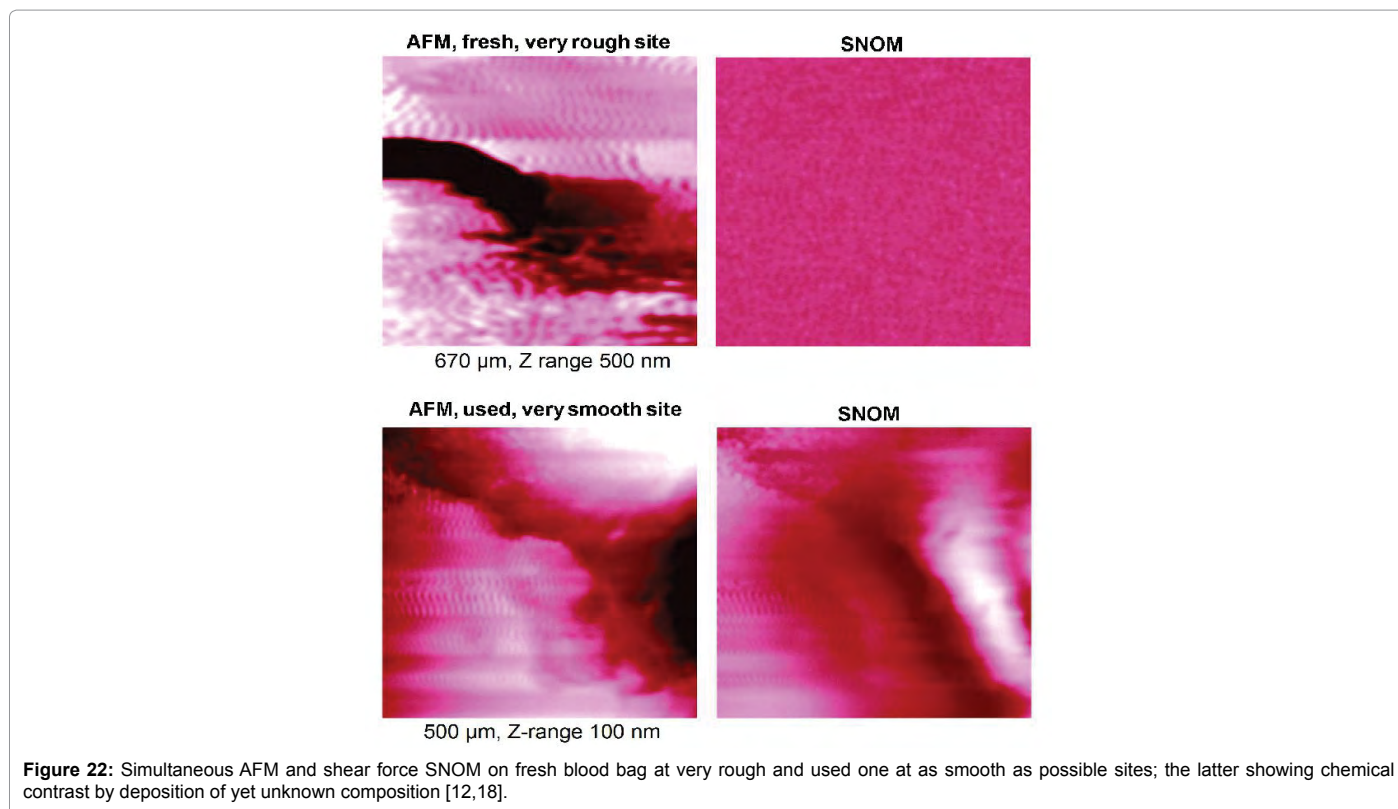 AFM, fresh, very rough site
SNOM
670 µm, Z range 500 nm
AFM, used, very smooth site
SNOM
500 µm, Z-range 100 nm
Figure 22: Simultaneous AFM and shear force SNOM on fresh blood bag at very rough and used one at as smooth as possible sites; the latter showing chemical
contrast by deposition of yet unknown composition [12,18].